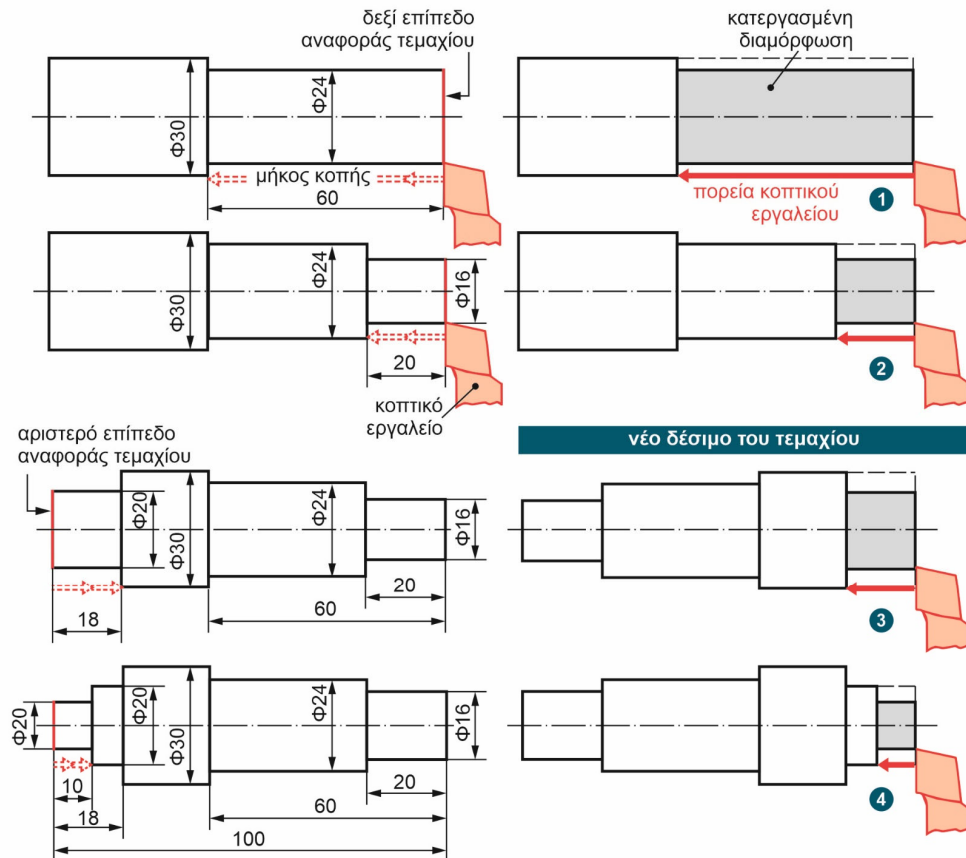 δεξί επίπεδο
αναφοράς τεμαχίου
κατεργασμένη
διαμόρφωση
Φ30
Φ24
μήκος κοπής
60
πορεία κοπτικού
εργαλείου
1
Φ30
Φ24
Φ16
20
κοπτικό
εργαλείο
2
αριστερό επίπεδο
αναφοράς τεμαχίου
νέο δέσιμο του τεμαχίου
Φ20
Φ30
Φ24
Φ16
20
18
60
3
Φ20
Φ20
Φ30
Φ24
Φ16
10
20
18
60
100
4